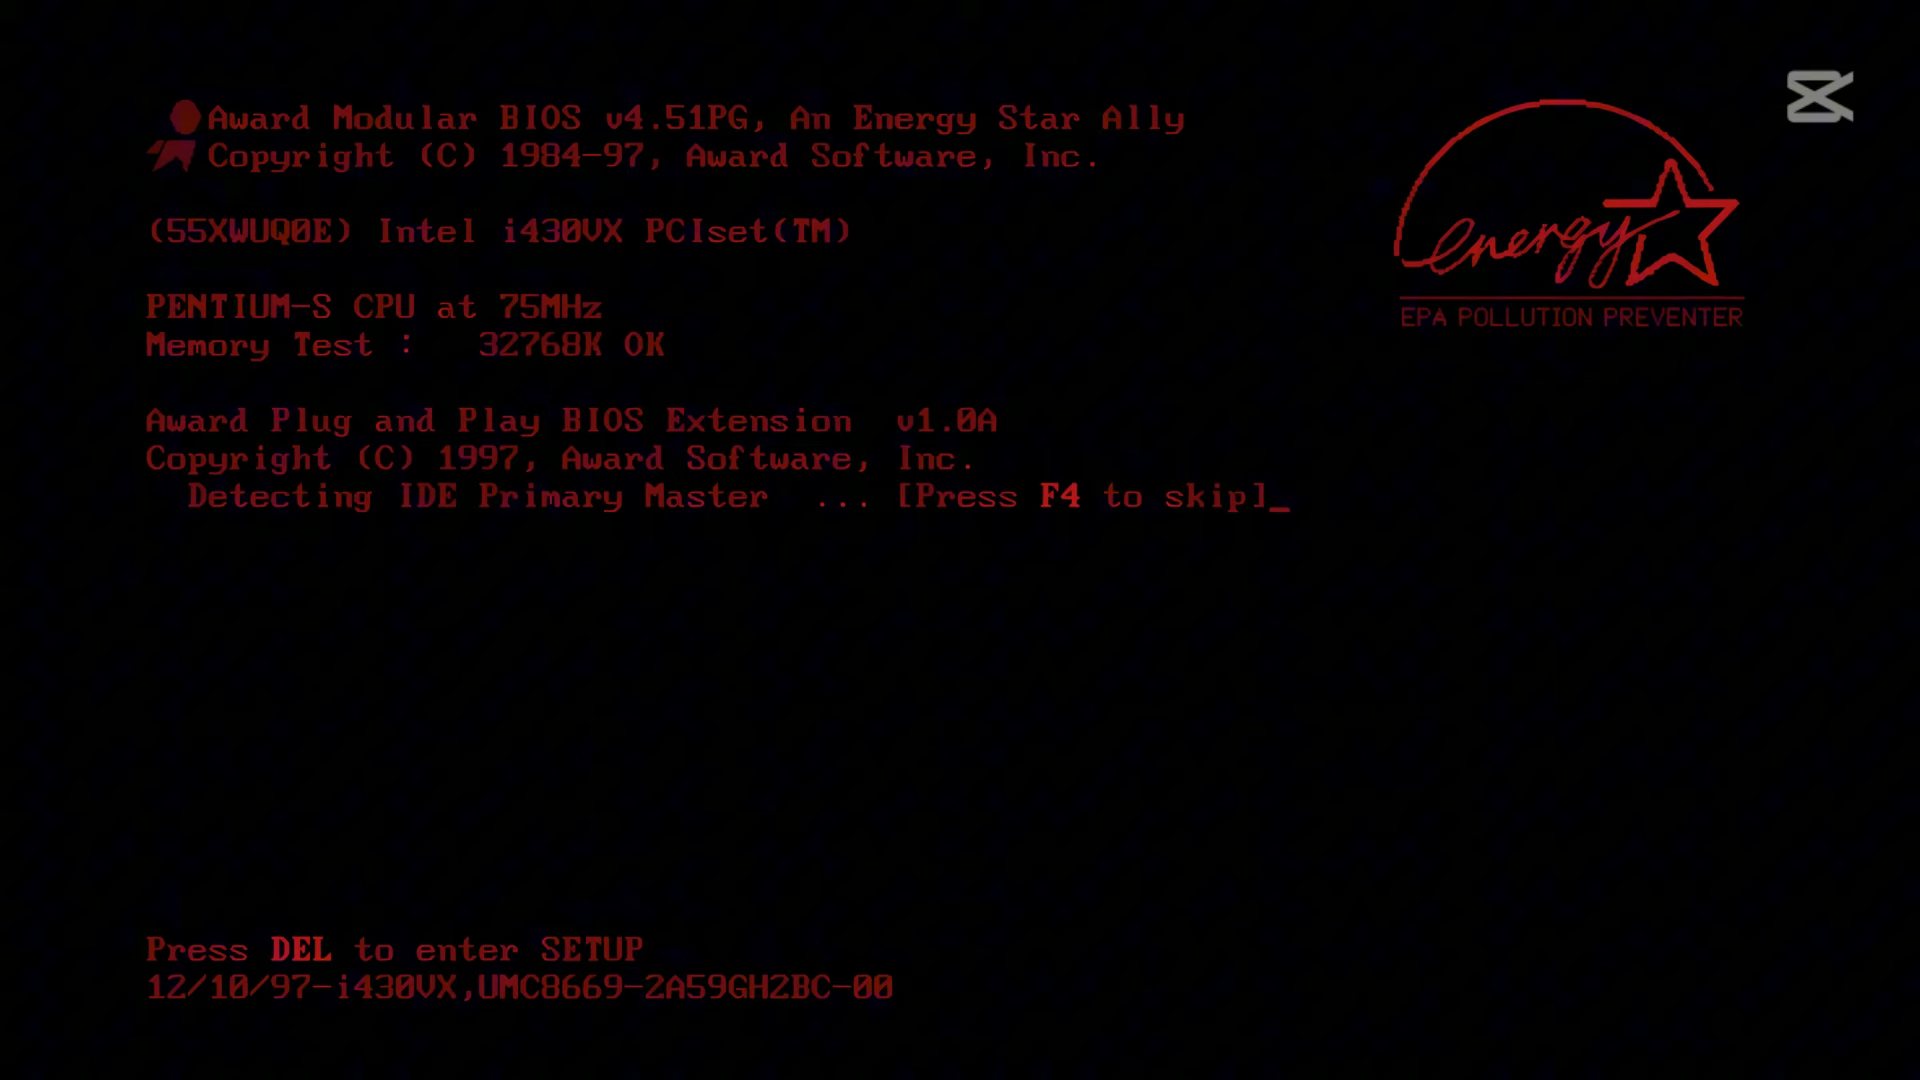 Award Modular BIOS v4.51PG, An Energy Star Ally
Copyright (C) 1984-97, Award Software, Inc.
(55XWUQ0E) Intel i430VX PCIset(TM)
PENTIUM-S CPU at 75MHz
Memory Test :   32768K OK
Award Plug and Play BIOS Extension  v1.0A
Copyright (C) 1997, Award Software, Inc.
Detecting IDE Primary Master  ... [Press F4 to skip]_
energy
EPA POLLUTION PREVENTER
Press DEL to enter SETUP
12/10/97-i430VX,UMC8669-2A59GH2BC-00